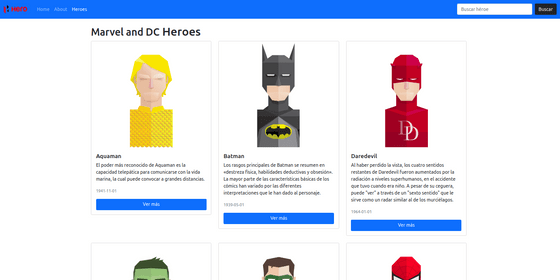 Home About Heroes Buscar héroe Buscar
Marvel and DC Heroes
Aquaman
El poder más reconocido de Aquaman es la
capacidad telepática para comunicarse con la vida
marina, la cual puede convocar a grandes distancias.
1941-11-01
Ver más
Batman
Los rasgos principales de Batman se resumen en
«destreza física, habilidades deductivas y obsesión».
La mayor parte de las características básicas de los
cómics han variado por las diferentes
interpretaciones que le han dado al personaje.
1939-05-01
Ver más
Daredevil
Al haber perdido la vista, los cuatro sentidos
restantes de Daredevil fueron aumentados por la
radiación a niveles superhumanos, en el accidente
que tuvo cuando era niño. A pesar de su ceguera,
puede "ver" a través de un "sexto sentido" que le
sirve como un radar similar al de los murciélagos.
1964-01-01
Ver más